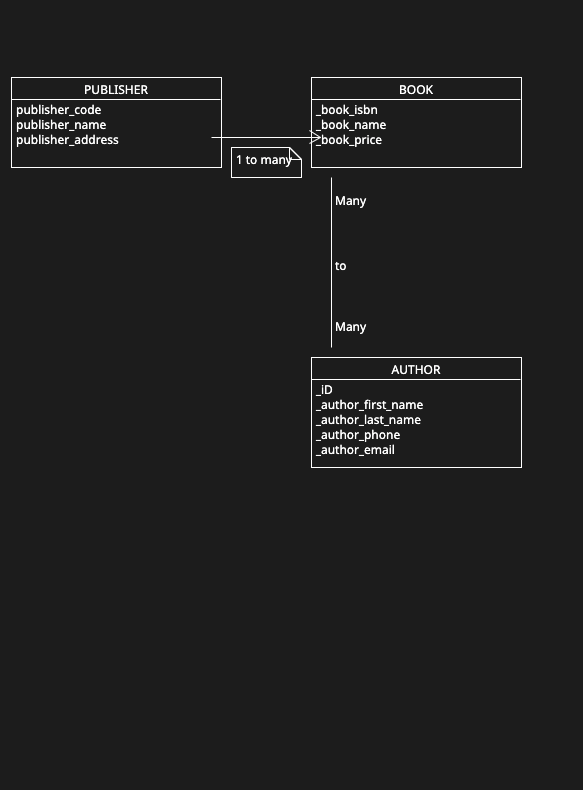 PUBLISHER
publisher_code
publisher_name
publisher_address
1 to many
BOOK
_book_isbn
_book_name
_book_price
Many
to
Many
AUTHOR
_iD
_author_first_name
_author_last_name
_author_phone
_author_email